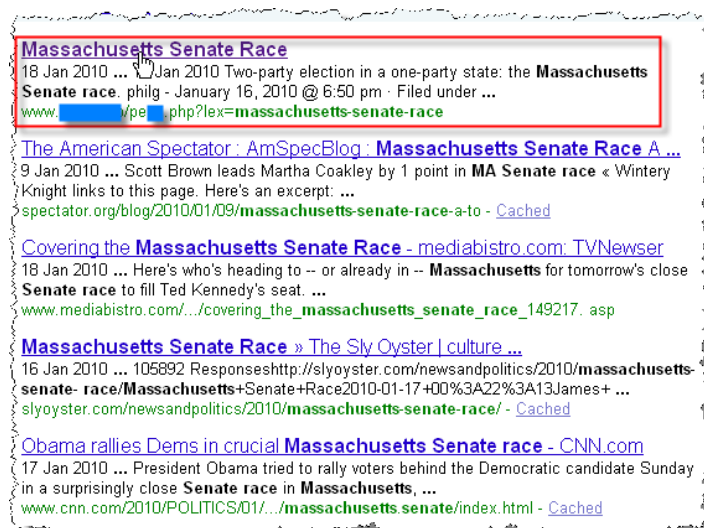 Massachusetts Senate Race
18 Jan 2010 ... Jan 2010 Two-party election in a one-party state: the Massachusetts
Senate race. philg - January 16, 2010 @ 6:50 pm · Filed under ...
www. /pe .php?lex=massachusetts-senate-race
The American Spectator : AmSpecBlog : Massachusetts Senate Race A ...
9 Jan 2010 ... Scott Brown leads Martha Coakley by 1 point in MA Senate race « Wintery
Knight links to this page. Here's an excerpt: ...
spectator.org/blog/2010/01/09/massachusetts-senate-race-a-to - Cached
Covering the Massachusetts Senate Race - mediabistro.com: TVNewser
18 Jan 2010 ... Here's who's heading to -- or already in -- Massachusetts for tomorrow's close
Senate race to fill Ted Kennedy's seat. ...
www.mediabistro.com/.../covering_the_massachusetts_senate_race_149217. asp
Massachusetts Senate Race » The Sly Oyster | culture ...
16 Jan 2010 ... 105892 Responseshttp://slyoyster.com/newsandpolitics/2010/massachusetts-
senate- race/Massachusetts+Senate+Race2010-01-17+00%3A22%3A13James+ ...
slyoyster.com/newsandpolitics/2010/massachusetts-senate-race/ - Cached
Obama rallies Dems in crucial Massachusetts Senate race - CNN.com
17 Jan 2010 ... President Obama tried to rally voters behind the Democratic candidate Sunday
in a surprisingly close Senate race in Massachusetts, ...
www.cnn.com/2010/POLITICS/01/.../massachusetts.senate/index.html - Cached